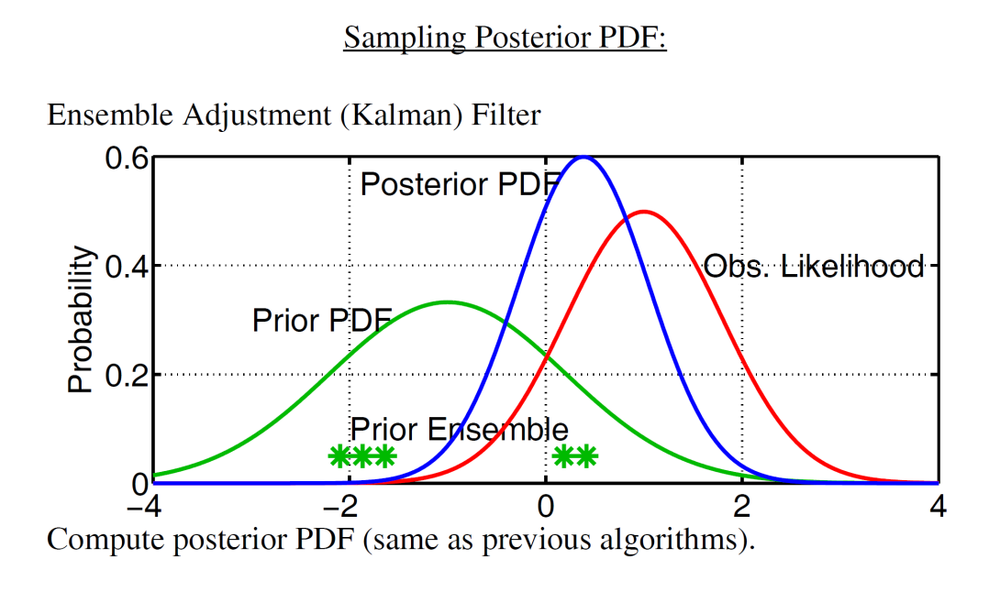 Sampling Posterior PDF:
Ensemble Adjustment (Kalman) Filter
0.6
Posterior PDF
0.4
Obs. Likelihood
Probability
Prior PDF
0.2
Prior Ensemble
0
−4
−2
0
2
4
Compute posterior PDF (same as previous algorithms).